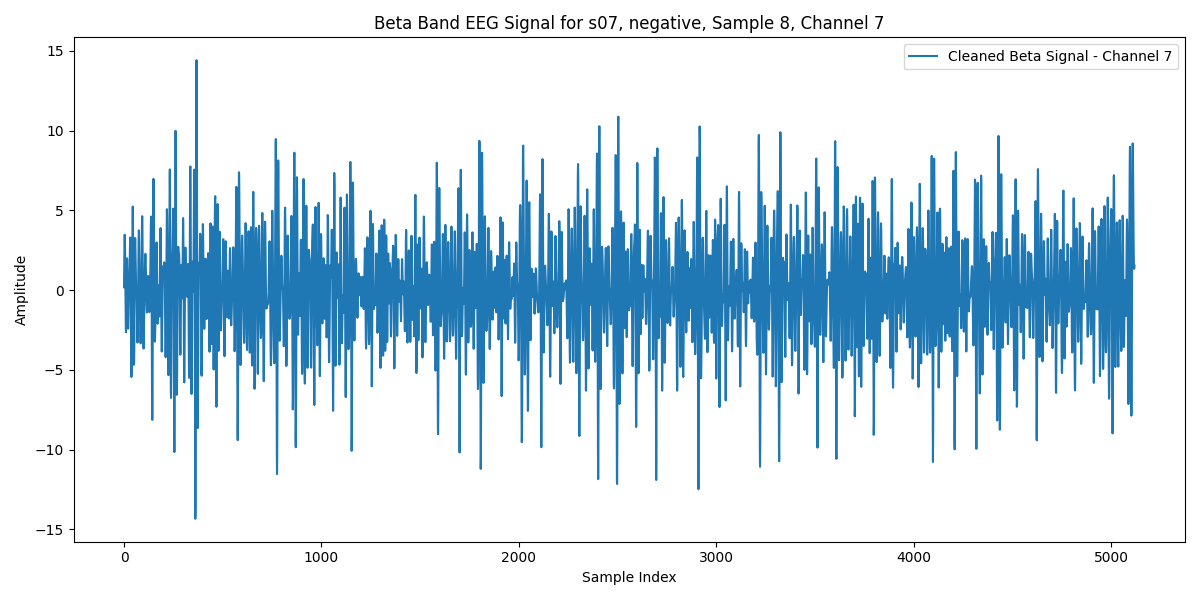 Beta Band EEG Signal for s07, negative, Sample 8, Channel 7
Cleaned Beta Signal - Channel 7
Amplitude
15
10
5
0
−5
−10
−15
0 1000 2000 3000 4000 5000
Sample Index